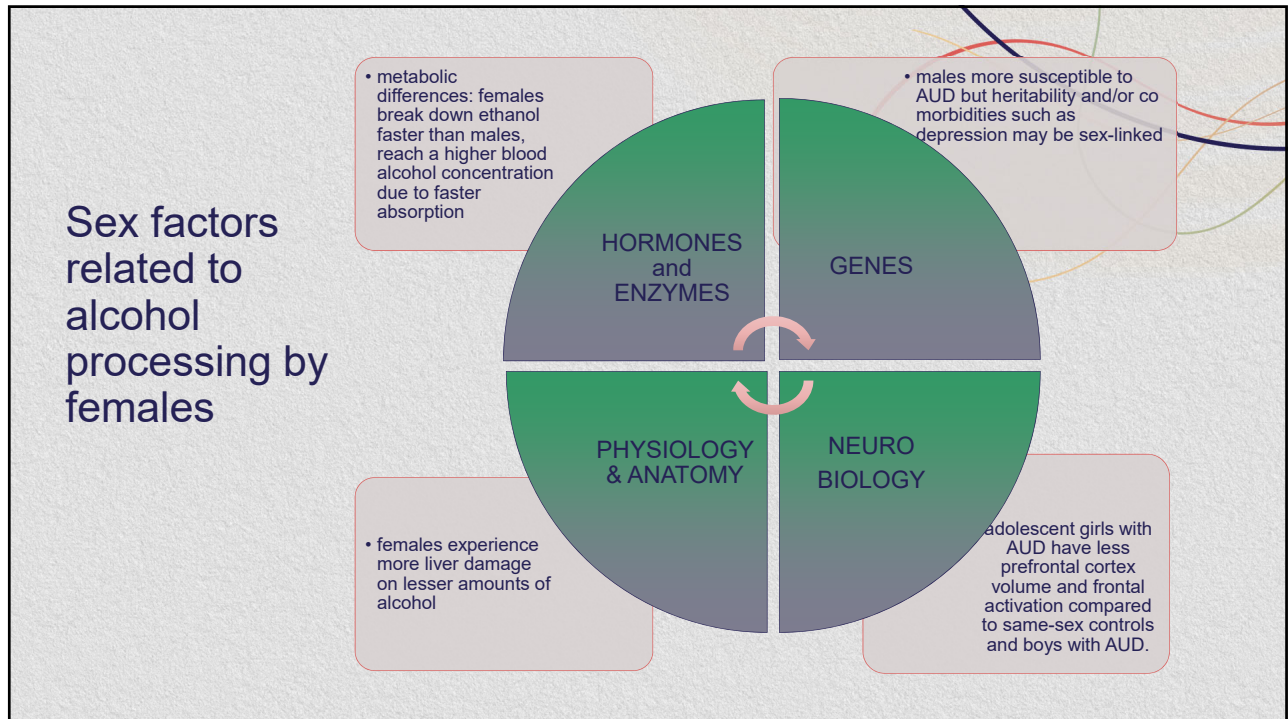 Sex factors
related to
alcohol
processing by
females
• metabolic
differences: females
break down ethanol
faster than males,
reach a higher blood
alcohol concentration
due to faster
absorption
HORMONES
and
ENZYMES
• males more susceptible to
AUD but heritability and/or co
morbidities such as
depression may be sex-linked
GENES
PHYSIOLOGY
& ANATOMY
• females experience
more liver damage
on lesser amounts of
alcohol
NEURO
BIOLOGY
adolescent girls with
AUD have less
prefrontal cortex
volume and frontal
activation compared
to same-sex controls
and boys with AUD.